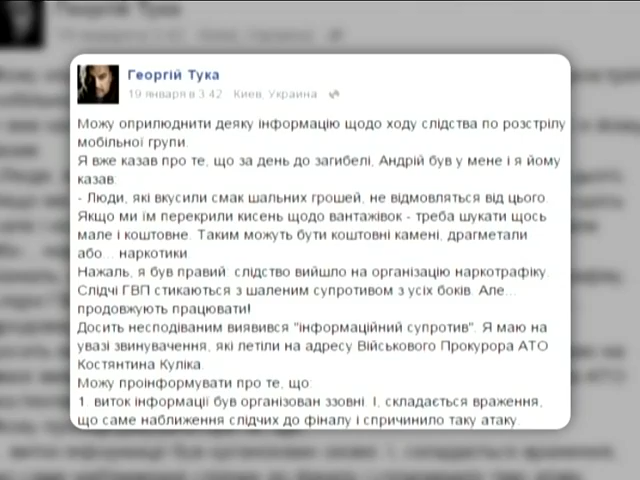 Георгій Тука
19 января в 3:42 Киев, Украина
Можу оприлюднити деяку інформацію щодо ходу слідства по розстрілу
мобільної групи.
Я вже казав про те, що за день до загибелі, Андрій був у мене і я йому
казав:
- Люди, які вкусили смак шальних грошей, не відмовляться від цього.
Якщо ми їм перекрили кисень щодо вантажівок - треба шукати щось
мале і коштовне. Таким можуть бути коштовні камені, драгметали
або... наркотики
Нажаль, я був правий слідство вийшло на організацію наркотрафіку.
Слідчі ГВП стикаються з шаленим супротивом з усіх боків. Але...
продовжують працювати!
Досить несподіваним виявився "інформаційний супротив". Я маю на
увазі звинувачення, які летіли на адресу Військового Прокурора АТО
Костянтина Куліка.
Можу проінформувати про те, що:
1. виток інформації був організован ззовні. І, складається враження,
що саме наближення слідчих до фіналу і спричинило таку атаку.